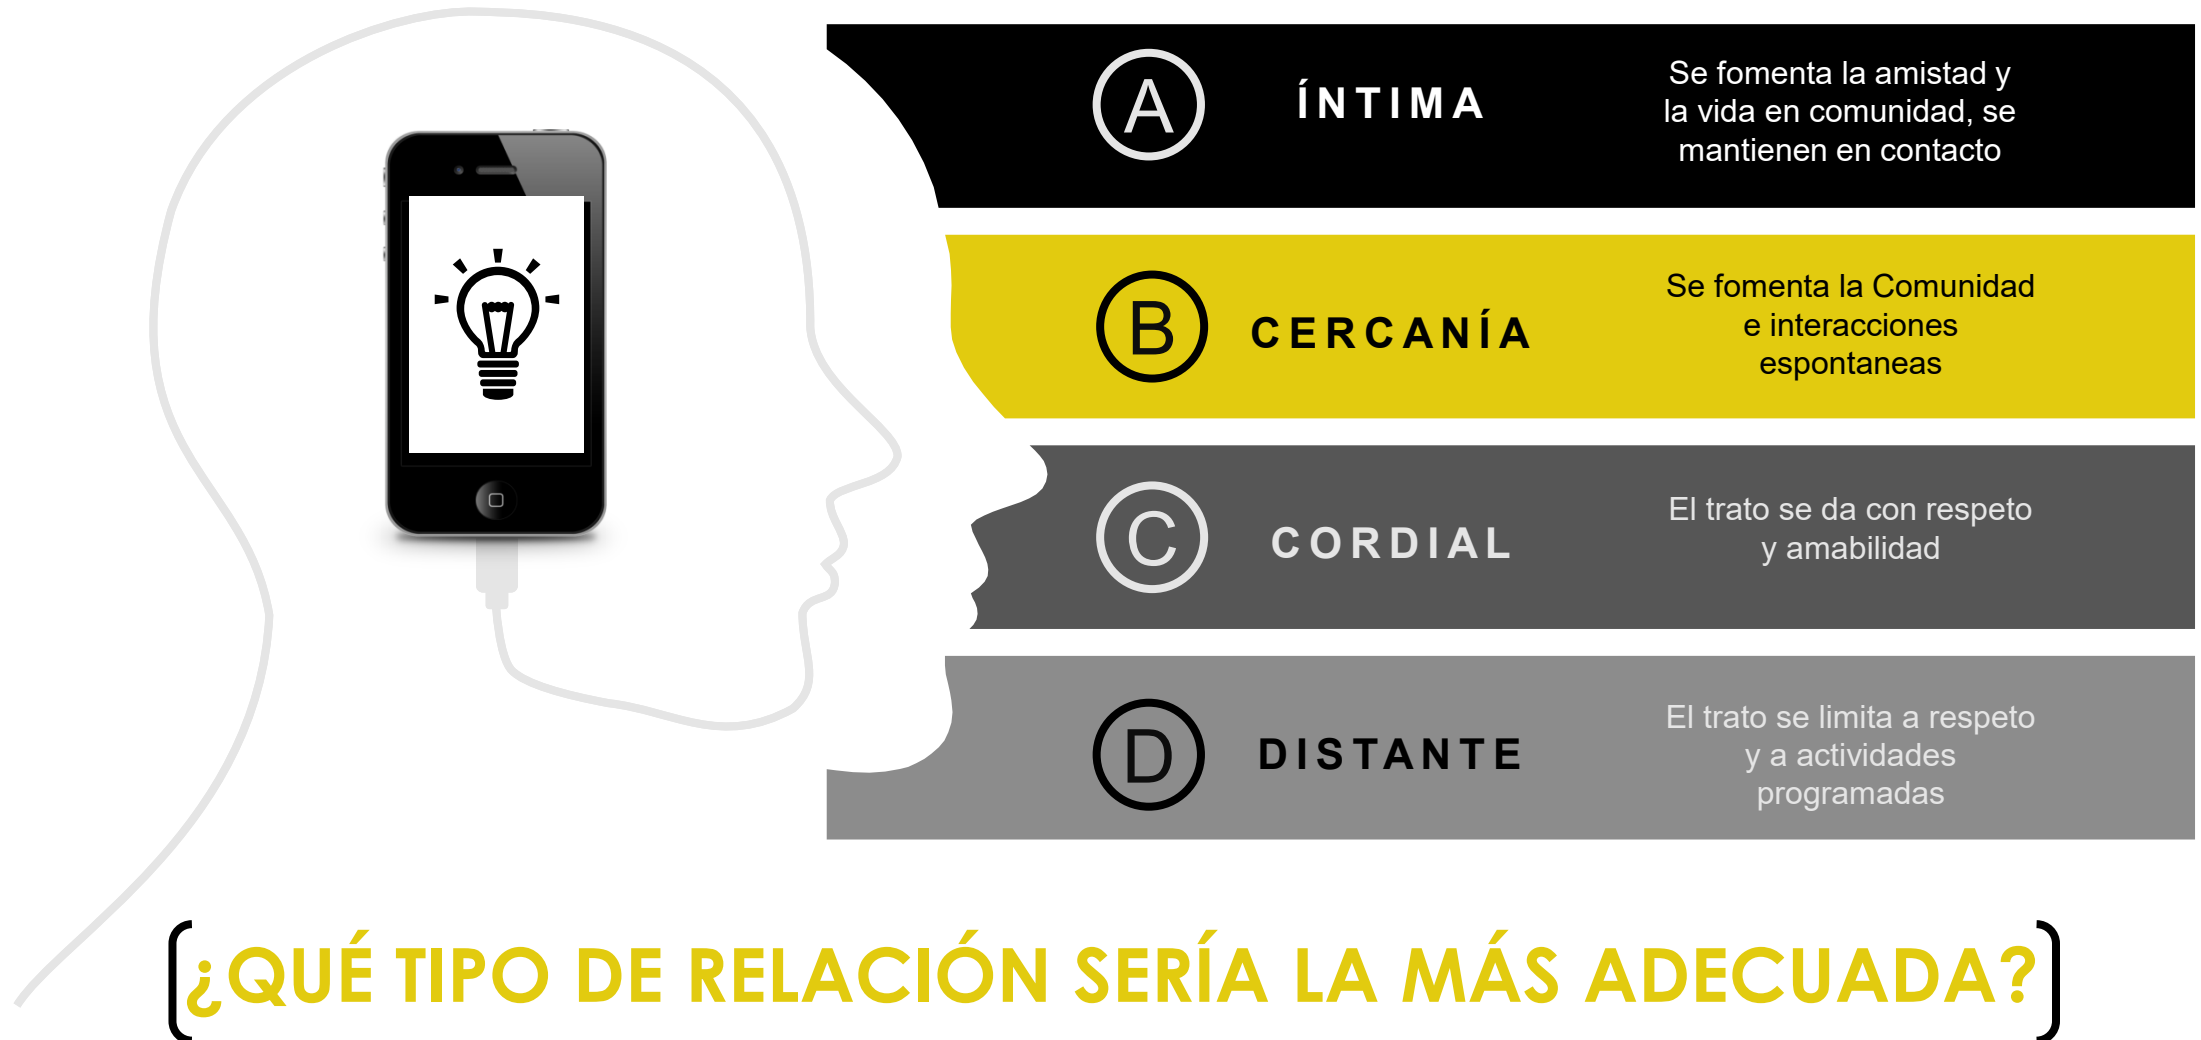 A
ÍNTIMA
Se fomenta la amistad y
la vida en comunidad, se
mantienen en contacto
B
CERCANÍA
Se fomenta la Comunidad
e interacciones
espontaneas
C
CORDIAL
El trato se da con respeto
y amabilidad
D
DISTANTE
El trato se limita a respeto
y a actividades
programadas
¿QUÉ TIPO DE RELACIÓN SERÍA LA MÁS ADECUADA?